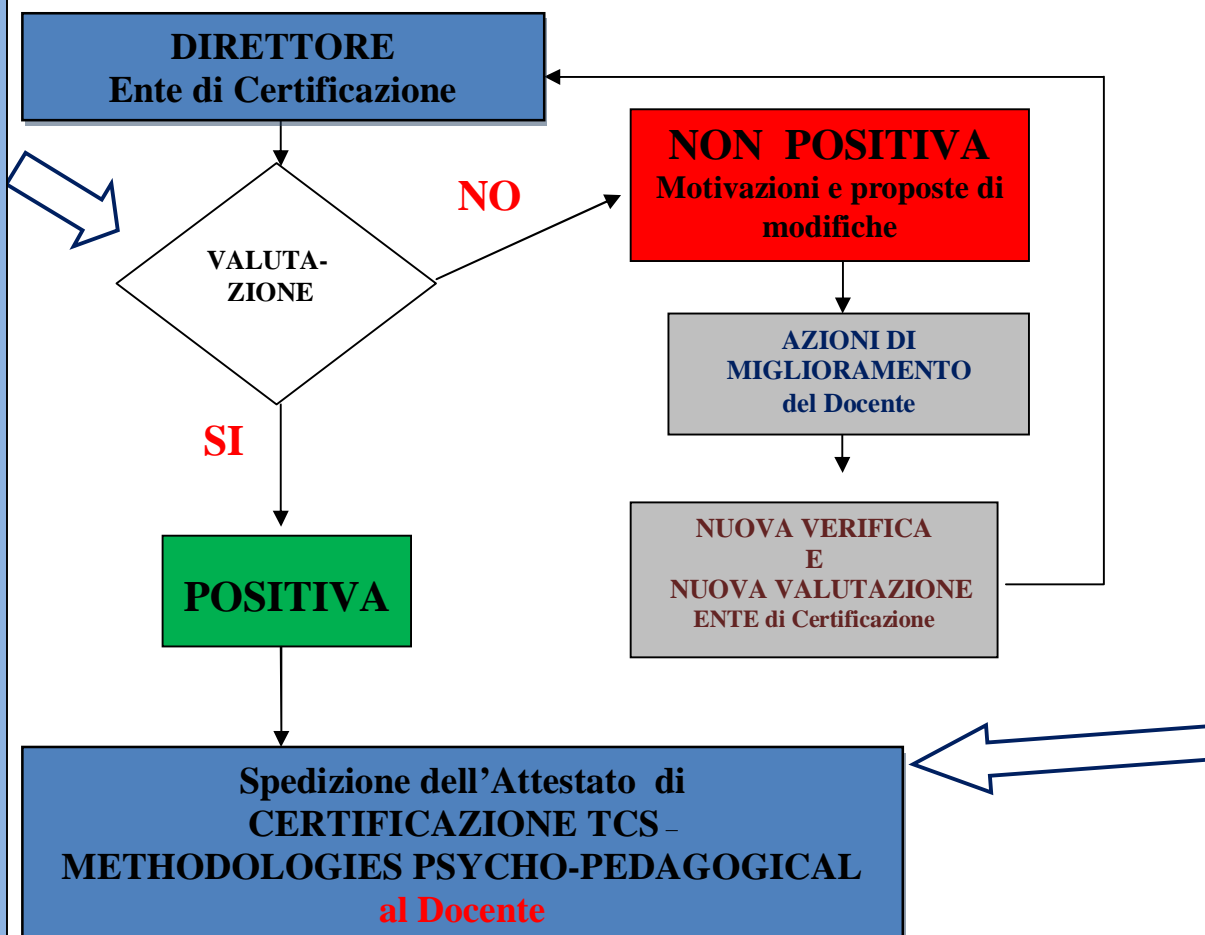 DIRETTORE
Ente di Certificazione
NON POSITIVA
Motivazioni e proposte di
modifiche
NO
VALUTA-
ZIONE
AZIONI DI
MIGLIORAMENTO
del Docente
SI
NUOVA VERIFICA
E
NUOVA VALUTAZIONE
ENTE di Certificazione
POSITIVA
Spedizione dell’Attestato di
CERTIFICAZIONE TCS –
METHODOLOGIES PSYCHO-PEDAGOGICAL
al Docente